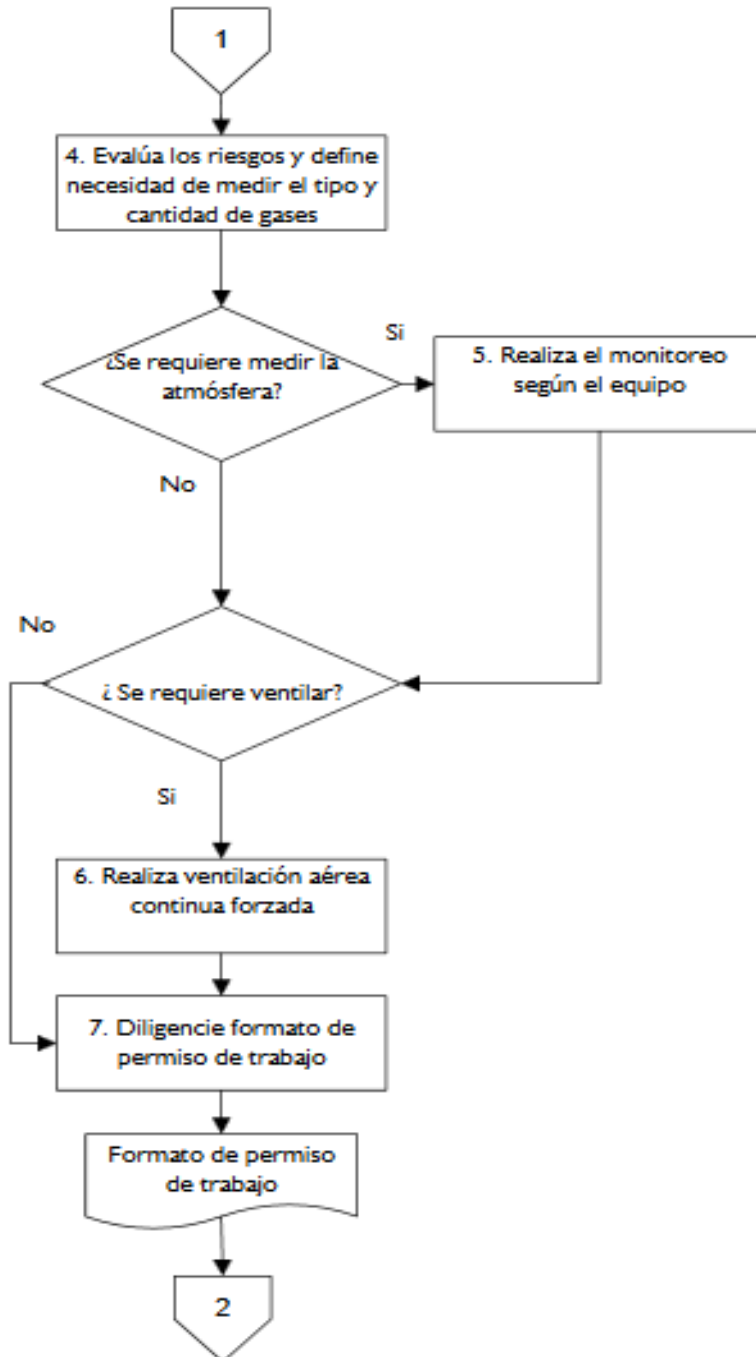 1
4. Evalúa los riesgos y define
necesidad de medir el tipo y
cantidad de gases
¿Se requiere medir la
atmósfera?
Si
5. Realiza el monitoreo
según el equipo
No
No
¿ Se requiere ventilar?
Si
6. Realiza ventilación aérea
continua forzada
7. Diligencie formato de
permiso de trabajo
Formato de permiso
de trabajo
2